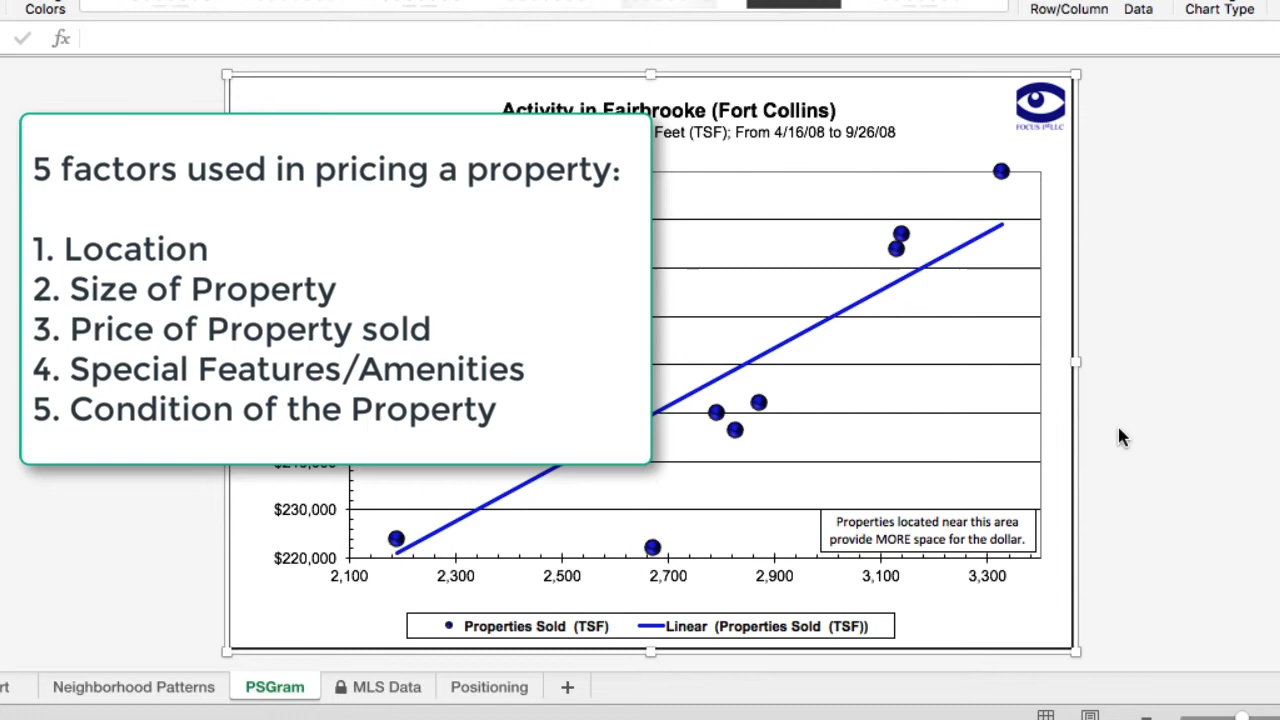 Colors
Row/Column
Data
Chart Type
fx
Activity in Fairbrooke (Fort Collins)
Feet (TSF); From 4/16/08 to 9/26/08
FOCUS 1st LLC
5 factors used in pricing a property:
1. Location
2. Size of Property
3. Price of Property sold
4. Special Features/Amenities
5. Condition of the Property
$230,000
$220,000
Properties located near this area
provide MORE space for the dollar.
2,100 2,300 2,500 2,700 2,900 3,100 3,300
Properties Sold (TSF) Linear (Properties Sold (TSF))
rt Neighborhood Patterns PSGram MLS Data Positioning +